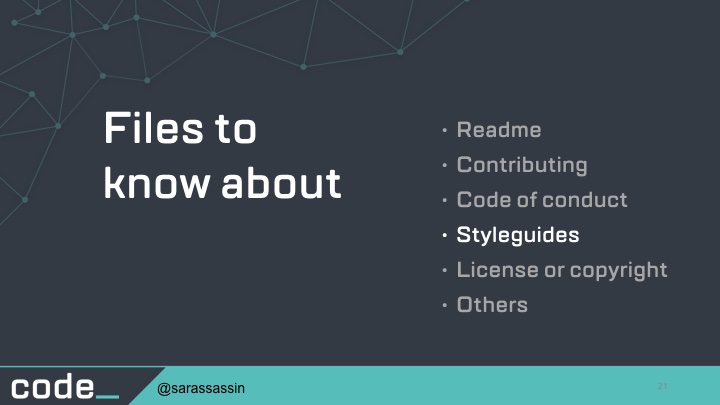 Files to
know about
· Readme
· Contributing
· Code of conduct
· Styleguides
· License or copyright
· Others
code_
@sarassassin
21